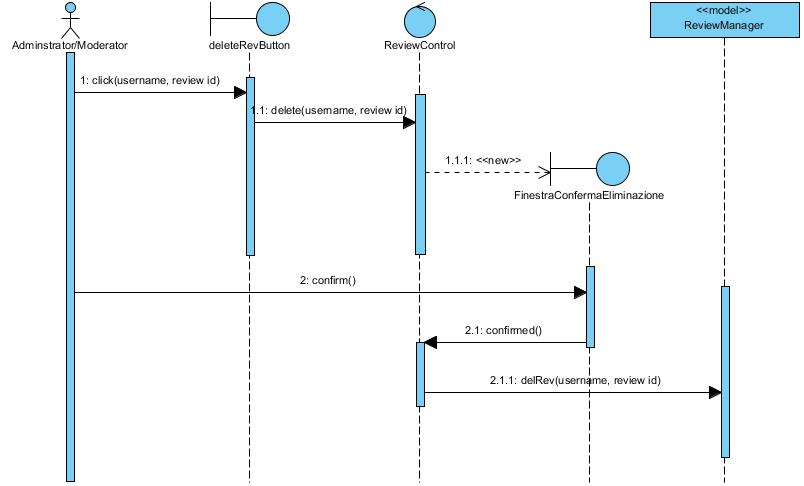 <<model>>
ReviewManager
Adminstrator/Moderator
deleteRevButton
ReviewControl
1: click(username, review id)
1.1: delete(username, review id)
1.1.1: <<new>>
FinestraConfermaEliminazione
2: confirm()
2.1: confirmed()
2.1.1: delRev(username, review id)